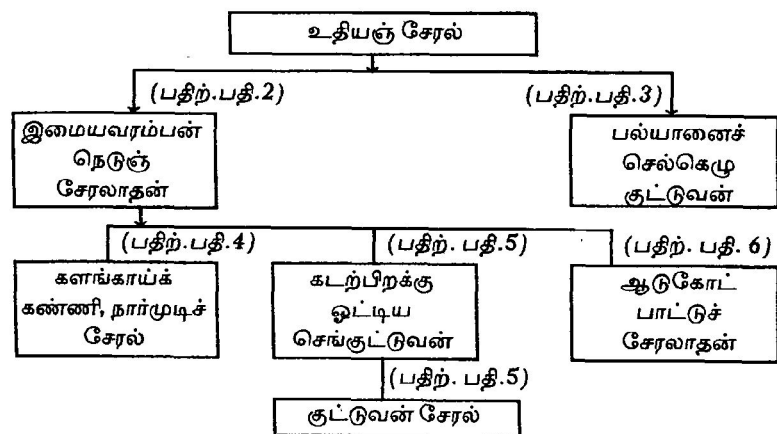 உதியஞ் சேரல்
(பதிற்.பதி.2)
(பதிற்.பதி.3)
இமையவரம்பன்
நெடுஞ்
சேரலாதன்
பல்யானைச்
செல்கெழு
குட்டுவன்
(பதிற்.பதி.4)
(பதிற். பதி.5)
(பதிற். பதி. 6)
களங்காய்க்
கண்ணி, நார்முடிச்
சேரல்
கடற்பிறக்கு
ஓட்டிய
செங்குட்டுவன்
ஆடுகோட்
பாட்டுச்
சேரலாதன்
(பதிற். பதி.5)
குட்டுவன் சேரல்